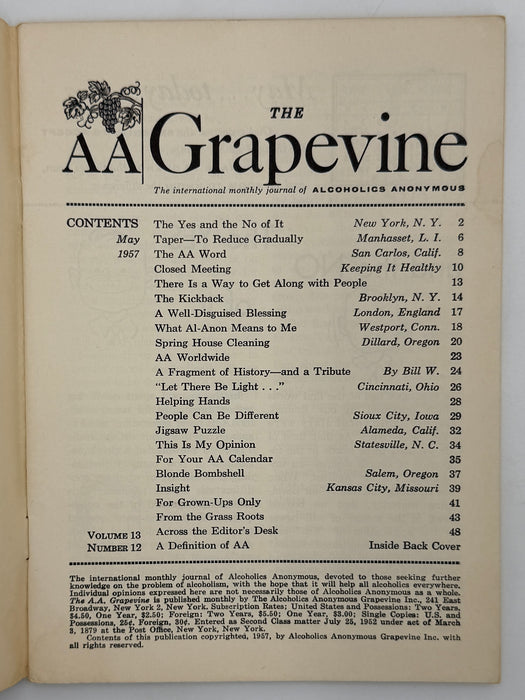 THE
AA Grapevine
The international monthly journal of ALCOHOLICS ANONYMOUS
CONTENTS
May
1957
The Yes and the No of It New York, N. Y. 2
Taper—To Reduce Gradually Manhasset, L. I. 6
The AA Word San Carlos, Calif. 8
Closed Meeting Keeping It Healthy 10
There Is a Way to Get Along with People 13
The Kickback Brooklyn, N. Y. 14
A Well-Disguised Blessing London, England 17
What Al-Anon Means to Me Westport, Conn. 18
Spring House Cleaning Dillard, Oregon 20
AA Worldwide 23
A Fragment of History—and a Tribute By Bill W. 24
"Let There Be Light . . ." Cincinnati, Ohio 26
Helping Hands 28
People Can Be Different Sioux City, Iowa 29
Jigsaw Puzzle Alameda, Calif. 32
This Is My Opinion Statesville, N. C. 34
For Your AA Calendar 35
Blonde Bombshell Salem, Oregon 37
Insight Kansas City, Missouri 39
For Grown-Ups Only 41
From the Grass Roots 43
VOLUME 13 Across the Editor's Desk 48
NUMBER 12 A Definition of AA Inside Back Cover
The international monthly journal of Alcoholics Anonymous, devoted to those seeking further
knowledge on the problem of alcoholism, with the hope that it will help all alcoholics everywhere.
Individual opinions expressed here are not necessarily those of Alcoholics Anonymous as a whole.
The A.A. Grapevine is published monthly by The Alcoholics Anonymous Grapevine Inc., 241 East
Broadway, New York 2, New York. Subcription Rates; United States and Possessions: Two Years,
$4.50, One Year, $2.50; Foreign: Two Years, $5.50; One Year, $3.00; Single Copies: U.S. and
Possessions, 25¢. Foreign, 30¢. Entered as Second Class matter July 25, 1952 under act of March
3, 1879 at the Post Office, New York, New York.
Contents of this publication copyrighted, 1957, by Alcoholics Anonymous Grapevine Inc. with
all rights reserved.